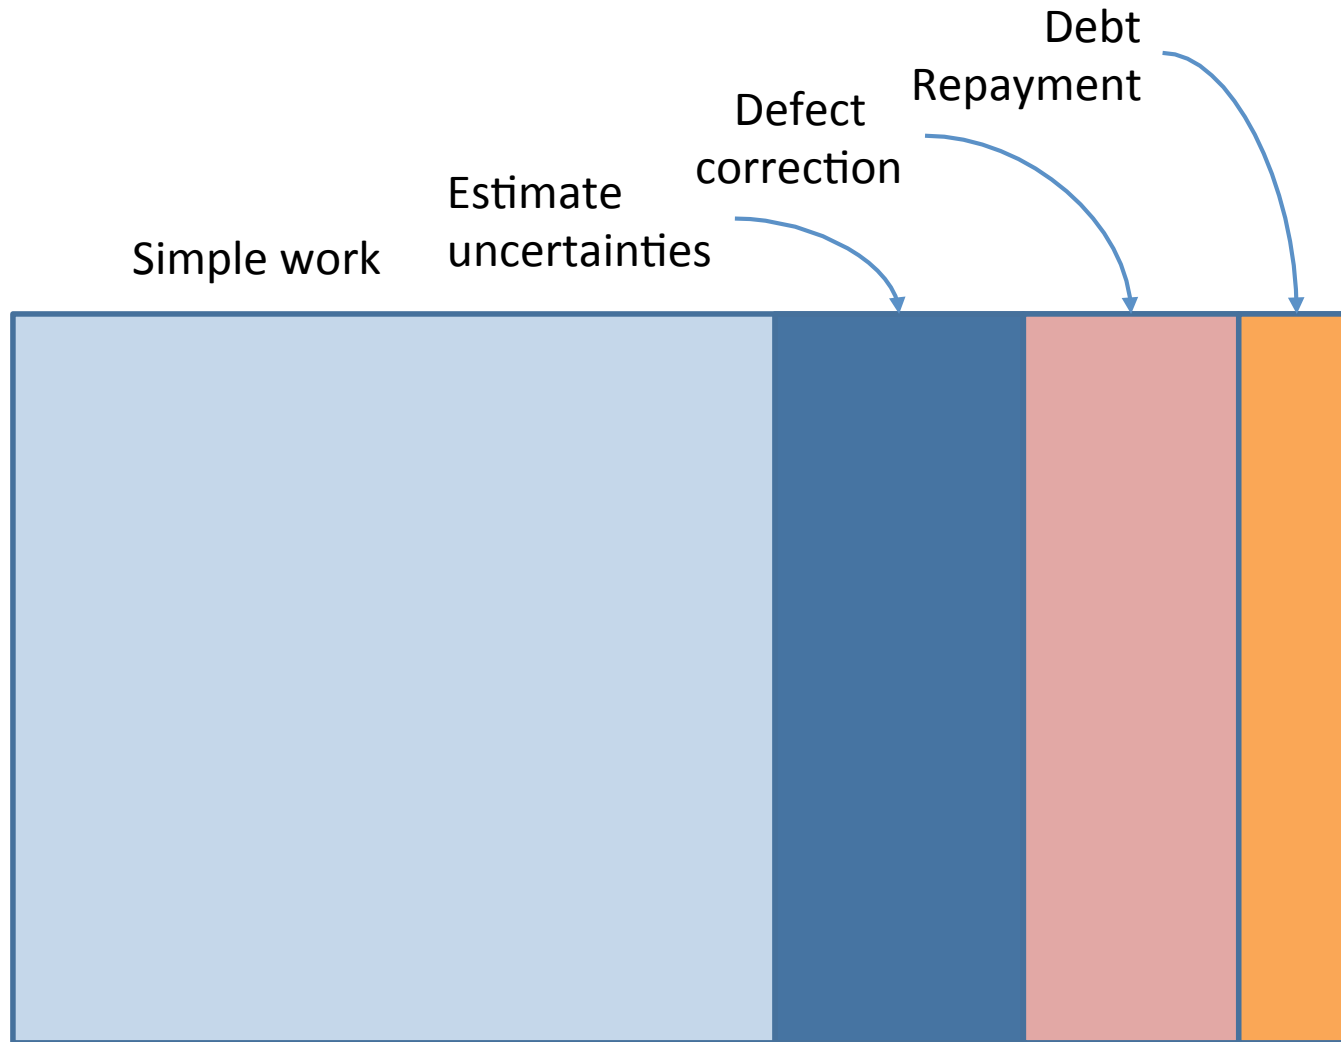 Simple work
Estimate
uncertainties
Defect
correction
Debt
Repayment